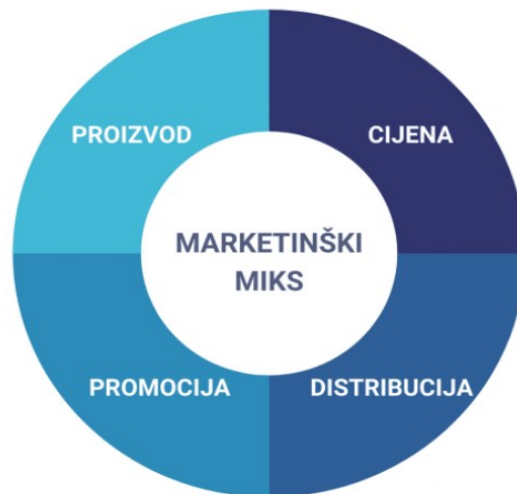 PROIZVOD
CIJENA
MARKETINŠKI
MIKS
PROMOCIJA
DISTRIBUCIJA